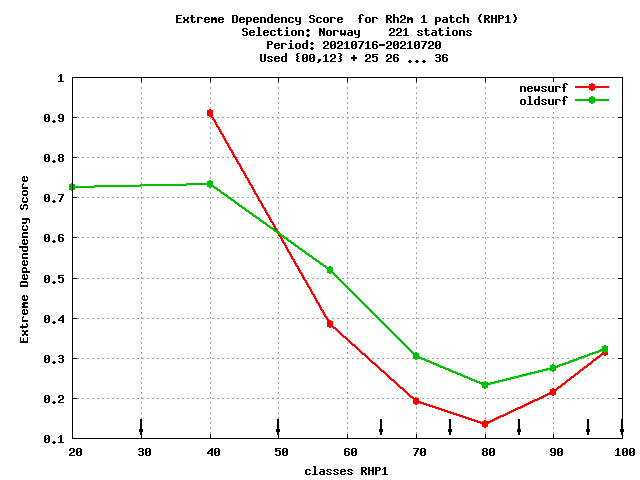 Extreme Dependency Score  for Rh2m 1 patch (RHP1)
Selection: Norway    221 stations
Period: 20210716-20210720
Used {00,12} + 25 26 ... 36
newsurf
oldsurf
1
0.9
0.8
0.7
0.6
0.5
0.4
0.3
0.2
0.1
Extreme Dependency Score
20 30 40 50 60 70 80 90 100
classes RHP1